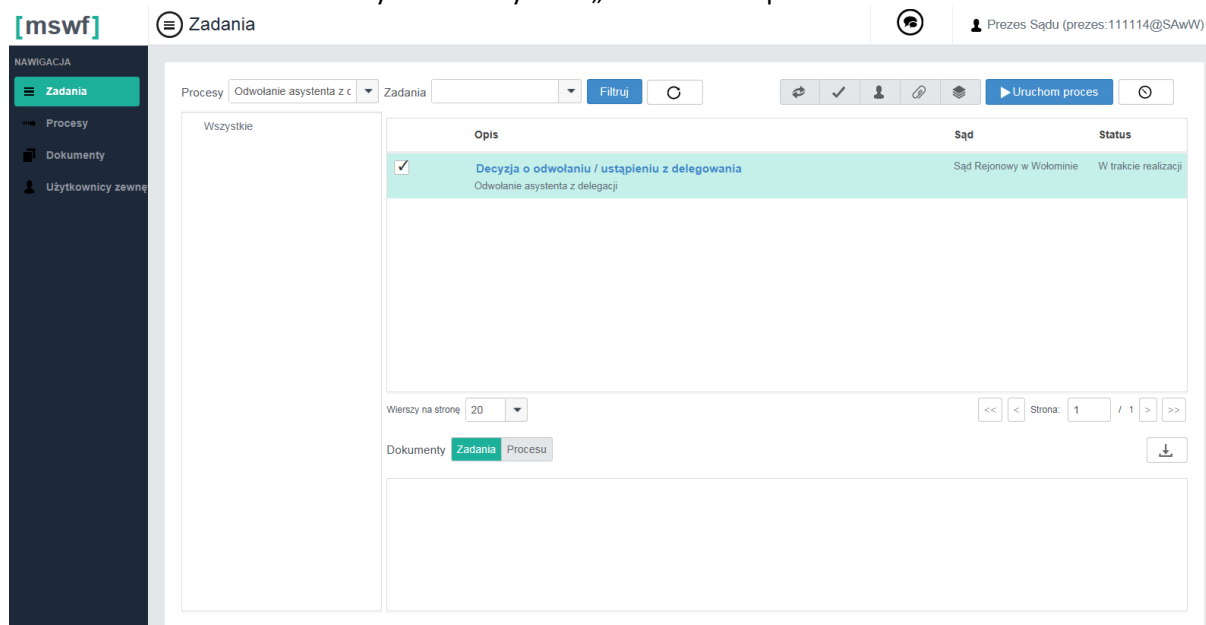 [mswf]
Zadania
Prezes Sądu (prezes:111114@SAwW)
NAWIGACJA
Zadania
Procesy
Dokumenty
Użytkownicy zewnę
Procesy Odwołanie asystenta z c Zadania Filtruj Uruchom proces
Wszystkie
Opis Sąd Status
Decyzja o odwołaniu / ustąpieniu z delegowania Sąd Rejonowy w Wołominie W trakcie realizacji
Odwołanie asystenta z delegacji
Wierszy na stronę 20 << < Strona: 1 / 1 > >>
Dokumenty Zadania Procesu